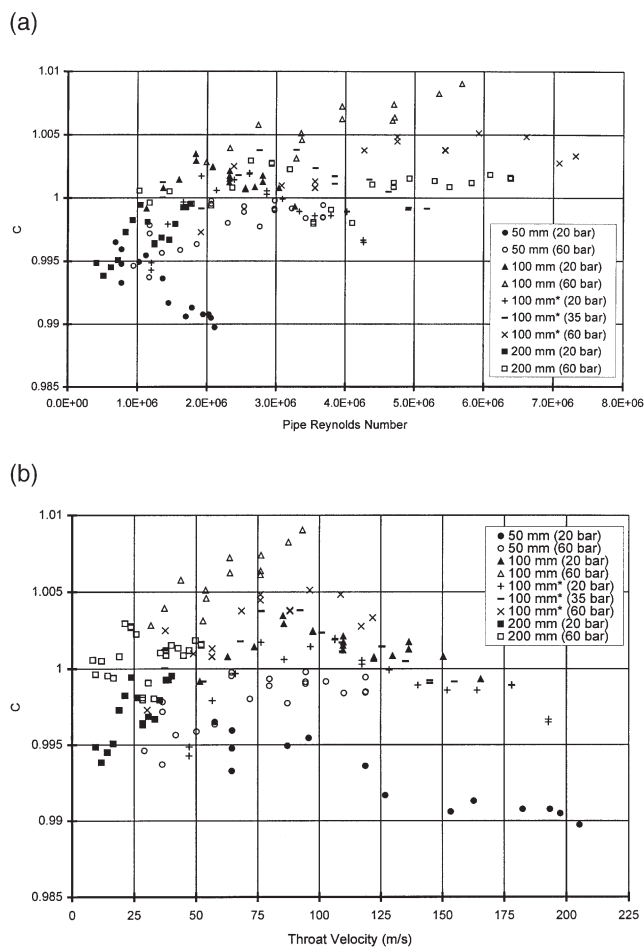 (a)
1.01
1.005
1
0.995
0.99
0.985
C
50 mm (20 bar)
50 mm (60 bar)
100 mm (20 bar)
100 mm (60 bar)
100 mm* (20 bar)
100 mm* (35 bar)
100 mm* (60 bar)
200 mm (20 bar)
200 mm (60 bar)
0.0E+00 1.0E+06 2.0E+06 3.0E+06 4.0E+06 5.0E+06 6.0E+06 7.0E+06 8.0E+06
Pipe Reynolds Number
(b)
1.01
1.005
1
0.995
0.99
0.985
C
50 mm (20 bar)
50 mm (60 bar)
100 mm (20 bar)
100 mm (60 bar)
100 mm* (20 bar)
100 mm* (35 bar)
100 mm* (60 bar)
200 mm (20 bar)
200 mm (60 bar)
0 25 50 75 100 125 150 175 200 225
Throat Velocity (m/s)